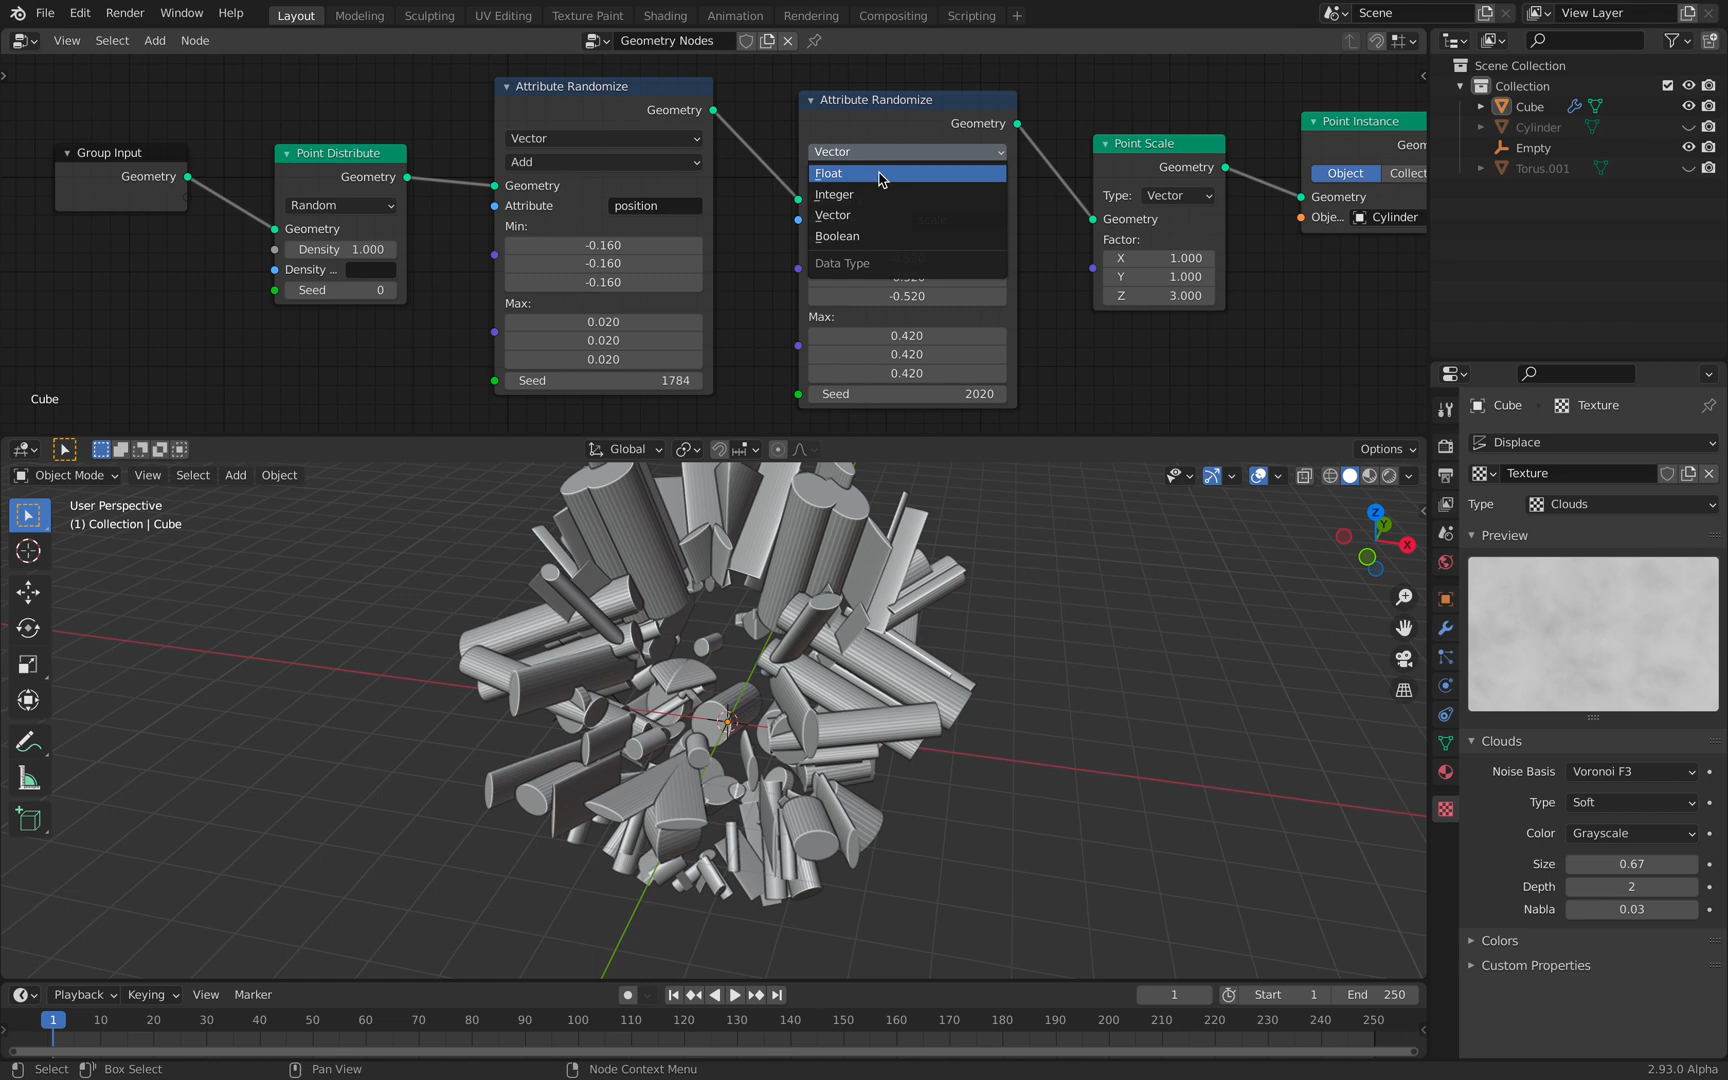 File Edit Render Window Help Layout Modeling Sculpting UV Editing Texture Paint Shading Animation Rendering Compositing Scripting + Scene View Layer
View Select Add Node Geometry Nodes
Group Input
Geometry
Point Distribute
Geometry
Random
Geometry
Density 1.000
Density ...
Seed 0
Attribute Randomize
Geometry
Vector
Add
Geometry
Attribute position
Min:
-0.160
-0.160
-0.160
Max:
0.020
0.020
0.020
Seed 1784
Attribute Randomize
Geometry
Vector
Float
Integer
Vector
Boolean
Data Type
-0.520
Max:
0.420
0.420
0.420
Seed 2020
Point Scale
Geometry
Type: Vector
Geometry
Factor:
X 1.000
Y 1.000
Z 3.000
Point Instance
Geom
Object Collect
Geometry
Obje... Cylinder
Cube
Scene Collection
Collection
Cube
Cylinder
Empty
Torus.001
Global Options
Object Mode View Select Add Object
User Perspective
(1) Collection | Cube
Z
Y
X
Cube Texture
Displace
Texture
Type Clouds
Preview
Clouds
Noise Basis Voronoi F3
Type Soft
Color Grayscale
Size 0.67
Depth 2
Nabla 0.03
Colors
Custom Properties
Playback Keying View Marker 1 Start 1 End 250
1 10 20 30 40 50 60 70 80 90 100 110 120 130 140 150 160 170 180 190 200 210 220 230 240 250
Select Box Select Pan View Node Context Menu 2.93.0 Alpha